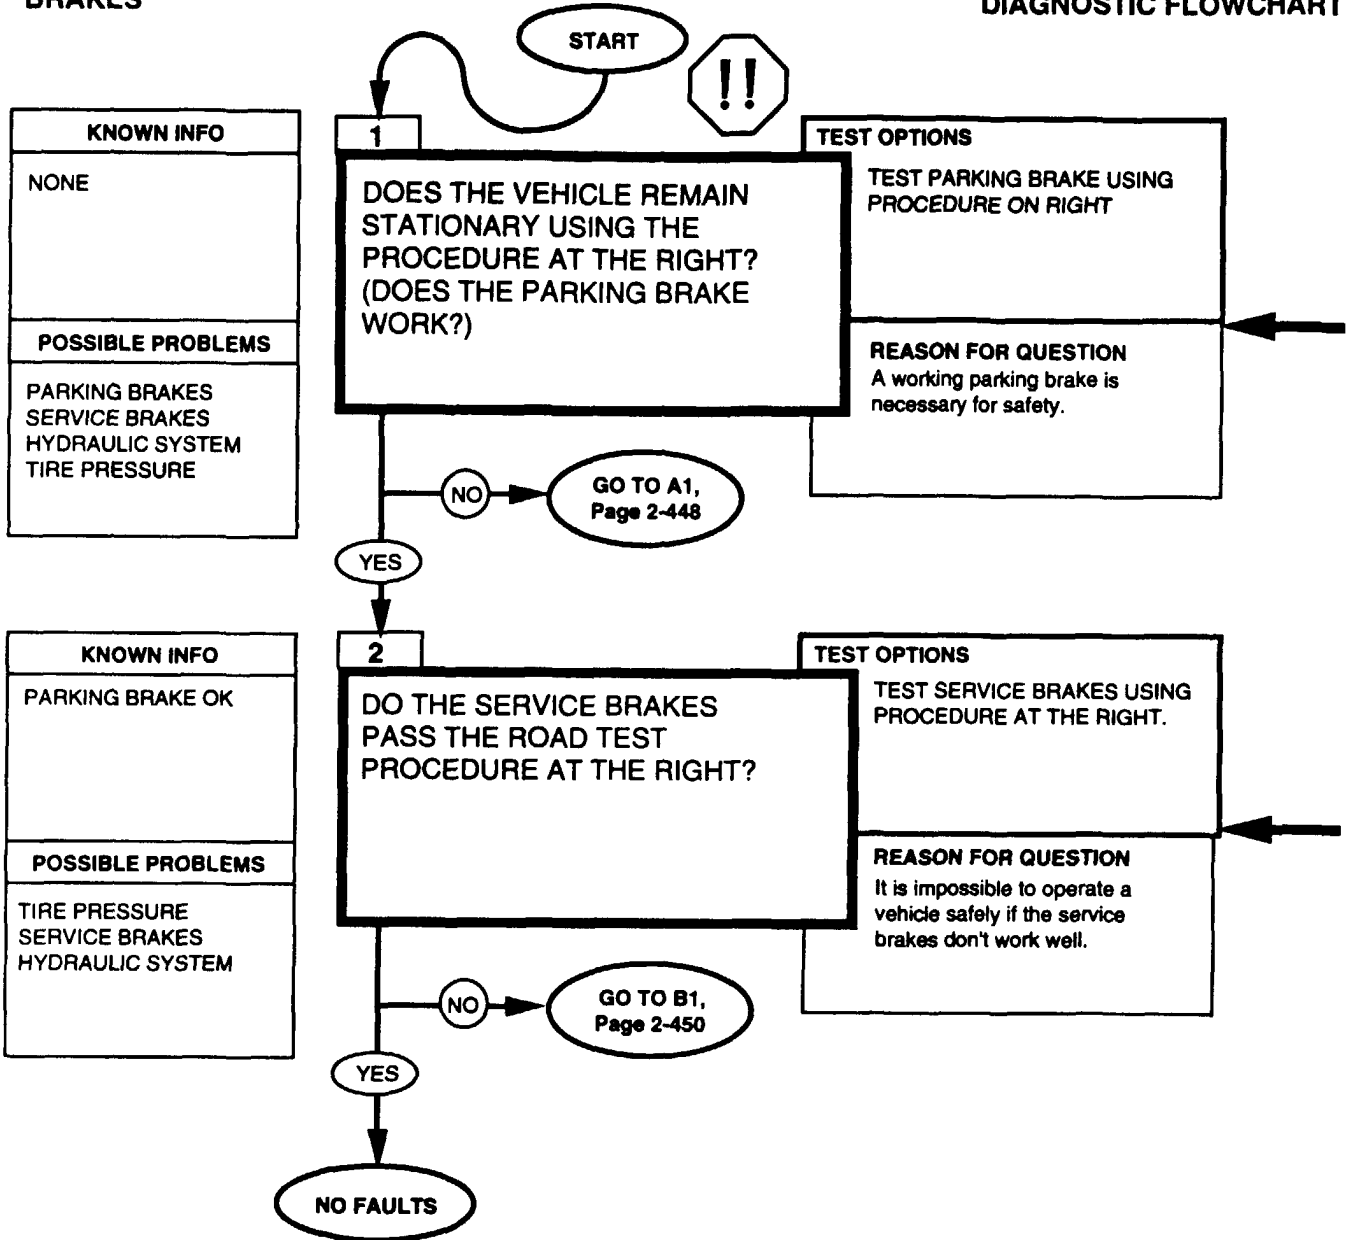 BRAKES
DIAGNOSTIC FLOWCHART
START
!!
KNOWN INFO
NONE
POSSIBLE PROBLEMS
PARKING BRAKES
SERVICE BRAKES
HYDRAULIC SYSTEM
TIRE PRESSURE
1
DOES THE VEHICLE REMAIN
STATIONARY USING THE
PROCEDURE AT THE RIGHT?
(DOES THE PARKING BRAKE
WORK?)
TEST OPTIONS
TEST PARKING BRAKE USING
PROCEDURE ON RIGHT
REASON FOR QUESTION
A working parking brake is
necessary for safety.
NO
GO TO A1,
Page 2-448
YES
KNOWN INFO
PARKING BRAKE OK
POSSIBLE PROBLEMS
TIRE PRESSURE
SERVICE BRAKES
HYDRAULIC SYSTEM
2
DO THE SERVICE BRAKES
PASS THE ROAD TEST
PROCEDURE AT THE RIGHT?
TEST OPTIONS
TEST SERVICE BRAKES USING
PROCEDURE AT THE RIGHT.
REASON FOR QUESTION
It is impossible to operate a
vehicle safely if the service
brakes don't work well.
NO
GO TO B1,
Page 2-450
YES
NO FAULTS